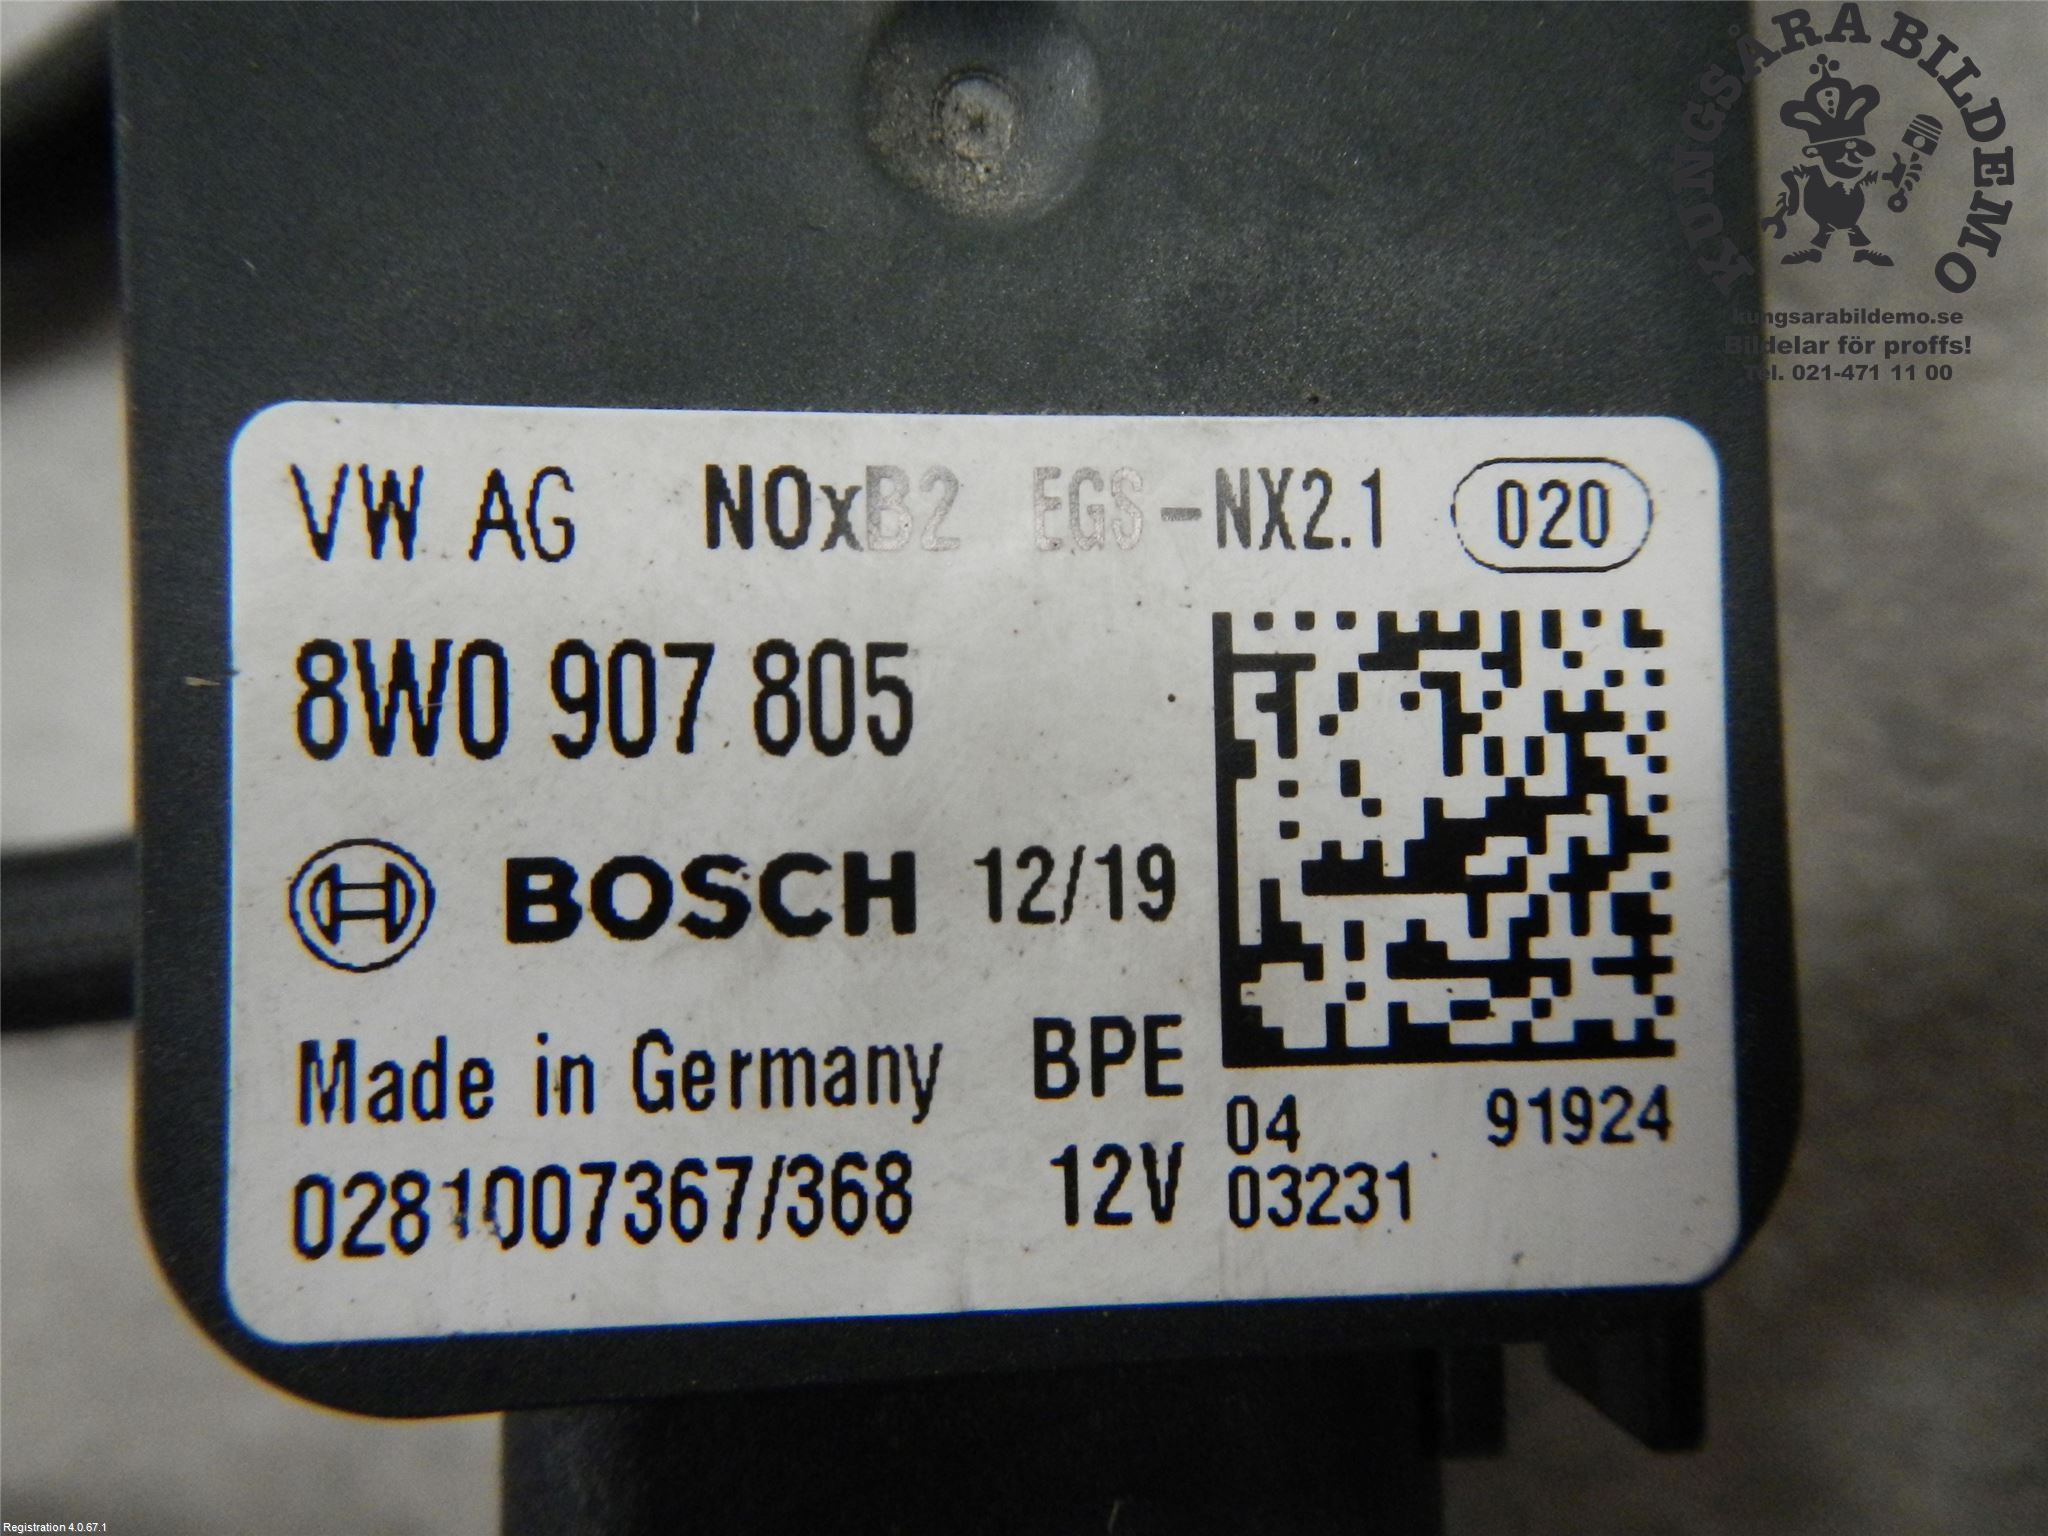 KUNGSÅRA BILDEMO
kungsarabildemo.se
Bildelar för proffs!
Tel. 021-471 11 00
VW AG NOxB2 EGS-NX2.1 020
8W0 907 805
BOSCH 12/19
Made in Germany BPE
0281007367/368 12V
04 91924
03231
Registration 4.0.67.1